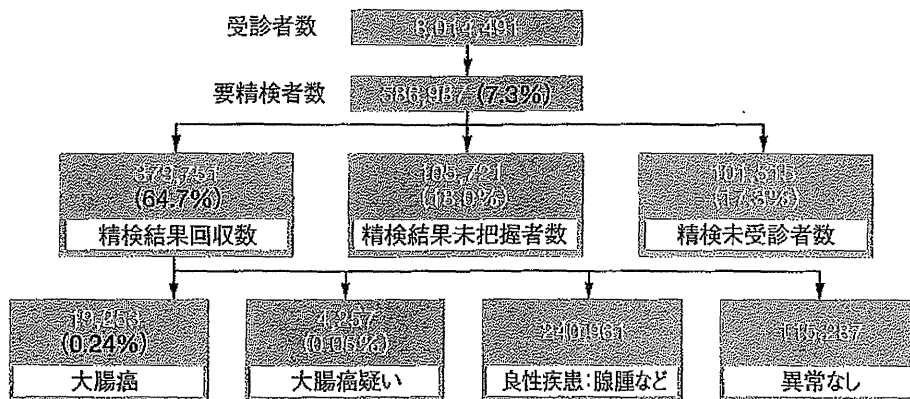 受診者数
8,014,491
要精検者数
586,987 (7.3%)
379,751
(64.7%)
精検結果回収数
105,721
(18.0%)
精検結果未把握者数
101,515
(17.3%)
精検未受診者数
19,253
(0.24%)
大腸癌
4,257
(0.05%)
大腸癌疑い
240,961
良性疾患:腺腫など
115,287
異常なし